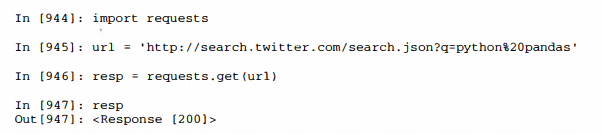 In [944]: import requests
In [945]: url = 'http://search.twitter.com/search.json?q=python%20pandas'
In [946]: resp = requests.get(url)
In [947]: resp
Out[947]: <Response [200]>